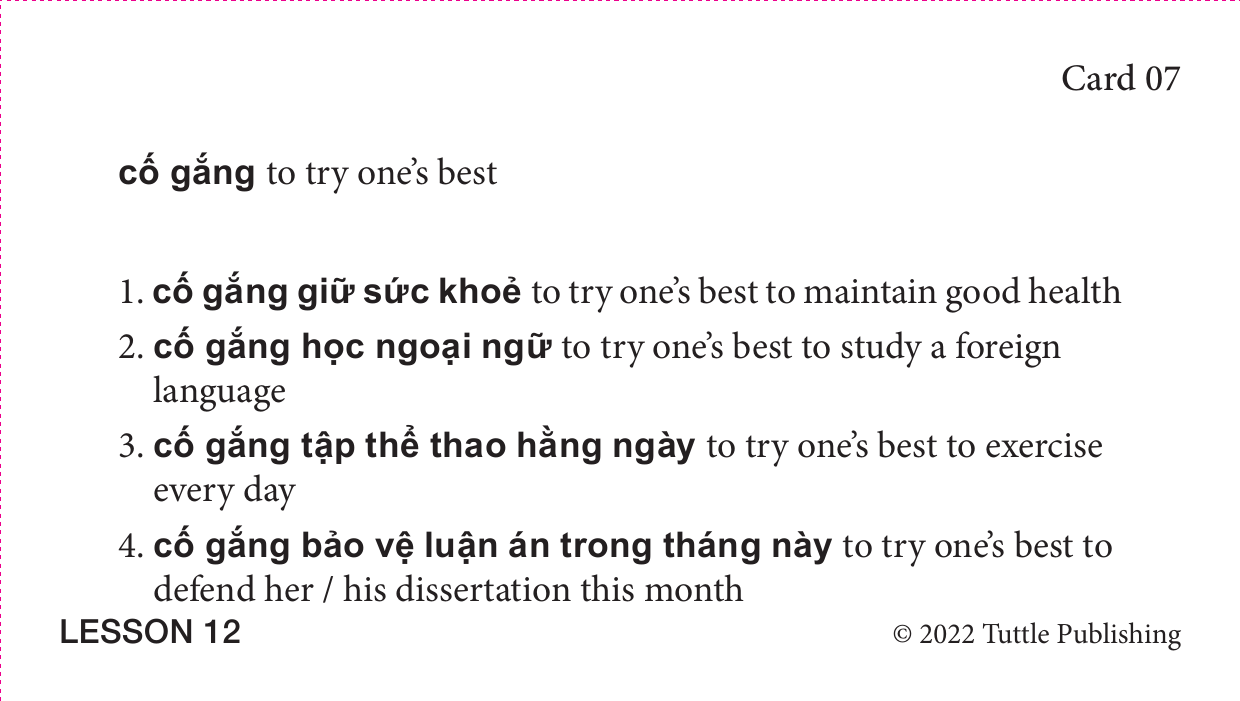 Card 07
cố gắng to try one’s best
1. cố gắng giữ sức khoẻ to try one’s best to maintain good health
2. cố gắng học ngoại ngữ to try one’s best to study a foreign
language
3. cố gắng tập thể thao hằng ngày to try one’s best to exercise
every day
4. cố gắng bảo vệ luận án trong tháng này to try one’s best to
defend her / his dissertation this month
LESSON 12
© 2022 Tuttle Publishing